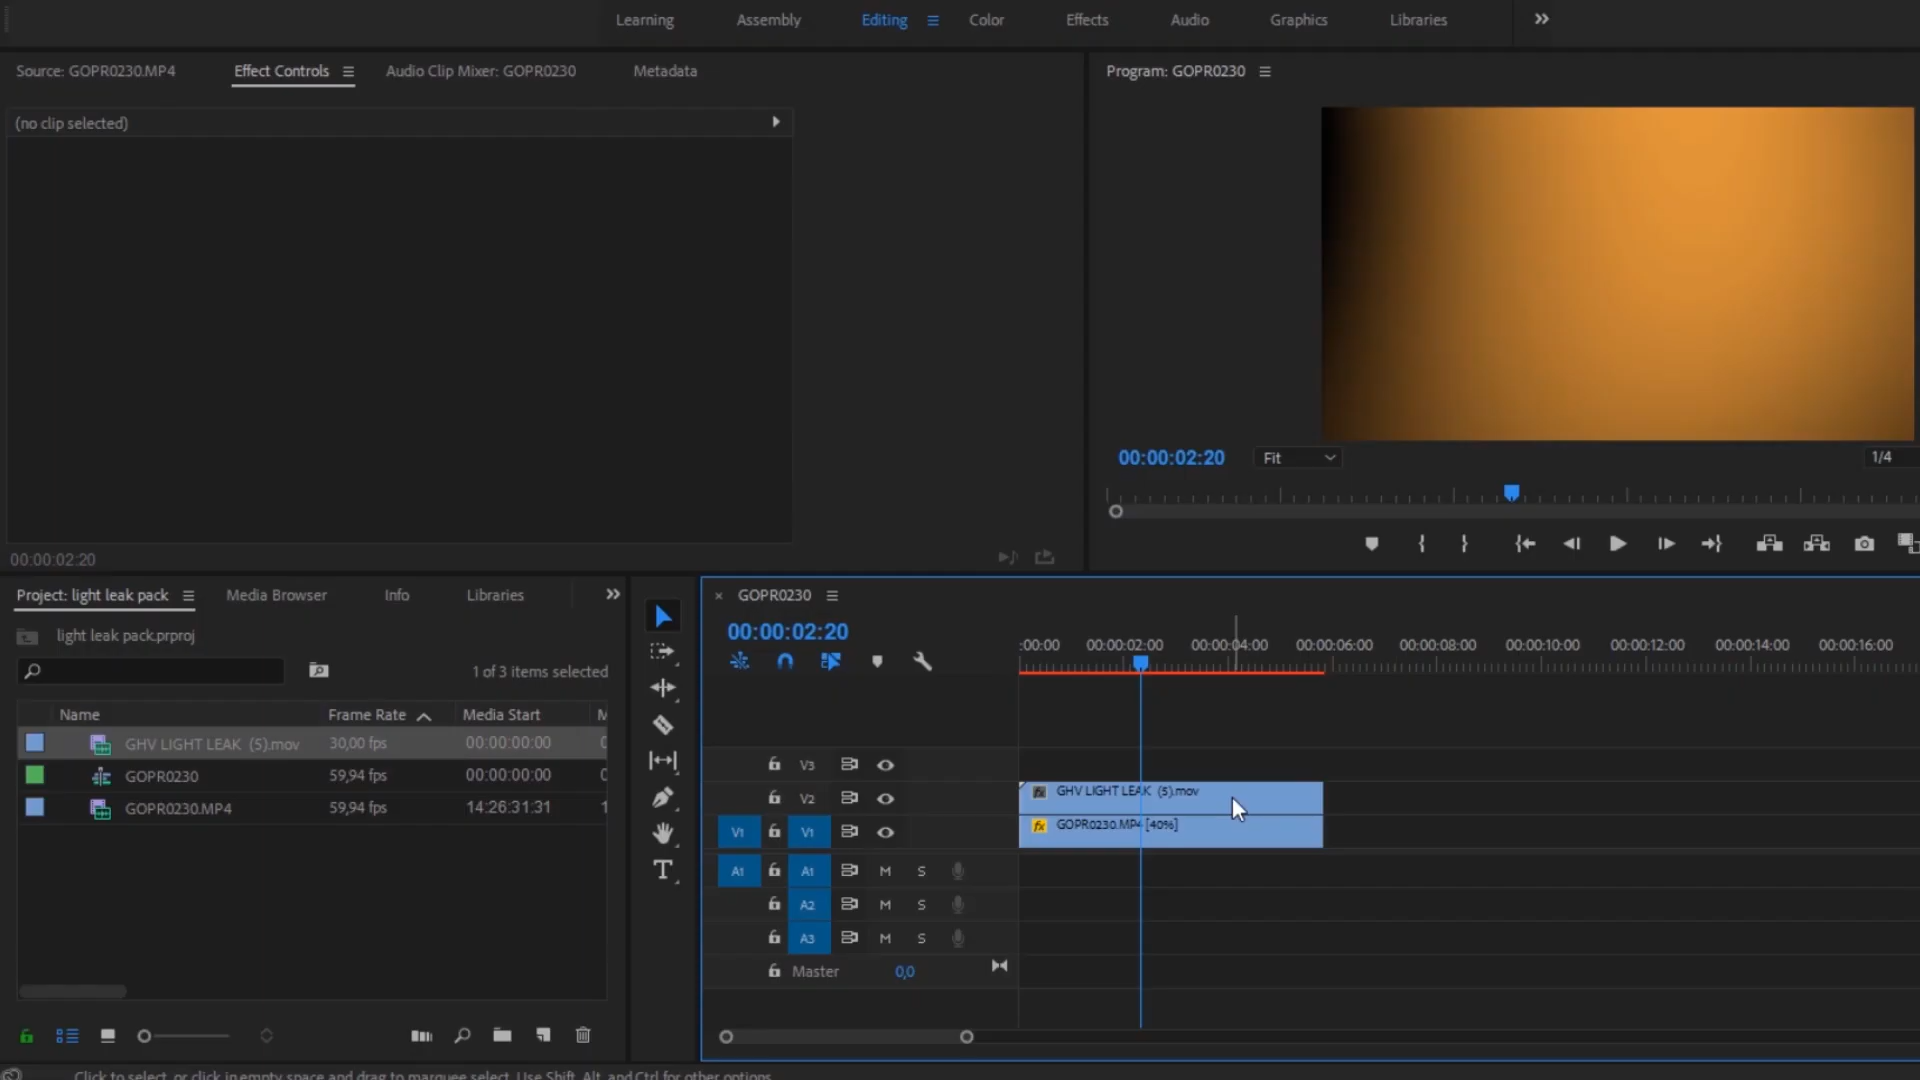 Learning Assembly Editing Color Effects Audio Graphics Libraries
Source: GOPR0230.MP4 Effect Controls Audio Clip Mixer: GOPR0230 Metadata
Program: GOPR0230
(no clip selected)
00:00:02:20 Fit 1/4
00:00:02:20
Project: light leak pack Media Browser Info Libraries
light leak pack.prproj
1 of 3 items selected
Name Frame Rate Media Start
GHV LIGHT LEAK (5).mov 30,00 fps 00:00:00:00
GOPR0230 59,94 fps 00:00:00:00
GOPR0230.MP4 59,94 fps 14:26:31:31
GOPR0230
00:00:02:20
:00:00 00:00:02:00 00:00:04:00 00:00:06:00 00:00:08:00 00:00:10:00 00:00:12:00 00:00:14:00 00:00:16:00
V3
V2 fx GHV LIGHT LEAK (5).mov
V1 V1 fx GOPR0230.MP4 [40%]
A1 A1 M S
A2 M S
A3 M S
Master 0,0
Click to select, or click in empty space and drag to marquee select. Use Shift, Alt, and Ctrl for other options.